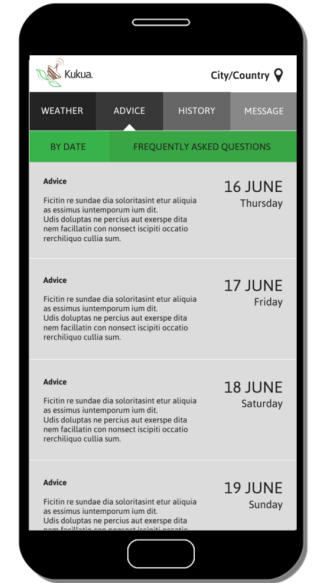 Kukua.
City/Country
WEATHER ADVICE HISTORY MESSAGE
BY DATE FREQUENTLY ASKED QUESTIONS
Advice
Ficitin re sundae dia soloritasint etur aliquia
as essimus iuntemporum ium dit.
Udis doluptas ne percius aut exerspe dita
nem facillatin con nonsect iscipiti occatio
rerchiliquo cullia sum.
16 JUNE
Thursday
Advice
Ficitin re sundae dia soloritasint etur aliquia
as essimus iuntemporum ium dit.
Udis doluptas ne percius aut exerspe dita
nem facillatin con nonsect iscipiti occatio
rerchiliquo cullia sum.
17 JUNE
Friday
Advice
Ficitin re sundae dia soloritasint etur aliquia
as essimus iuntemporum ium dit.
Udis doluptas ne percius aut exerspe dita
nem facillatin con nonsect iscipiti occatio
rerchiliquo cullia sum.
18 JUNE
Saturday
Advice
Ficitin re sundae dia soloritasint etur aliquia
as essimus iuntemporum ium dit.
Udis doluptas ne percius aut exerspe dita
19 JUNE
Sunday